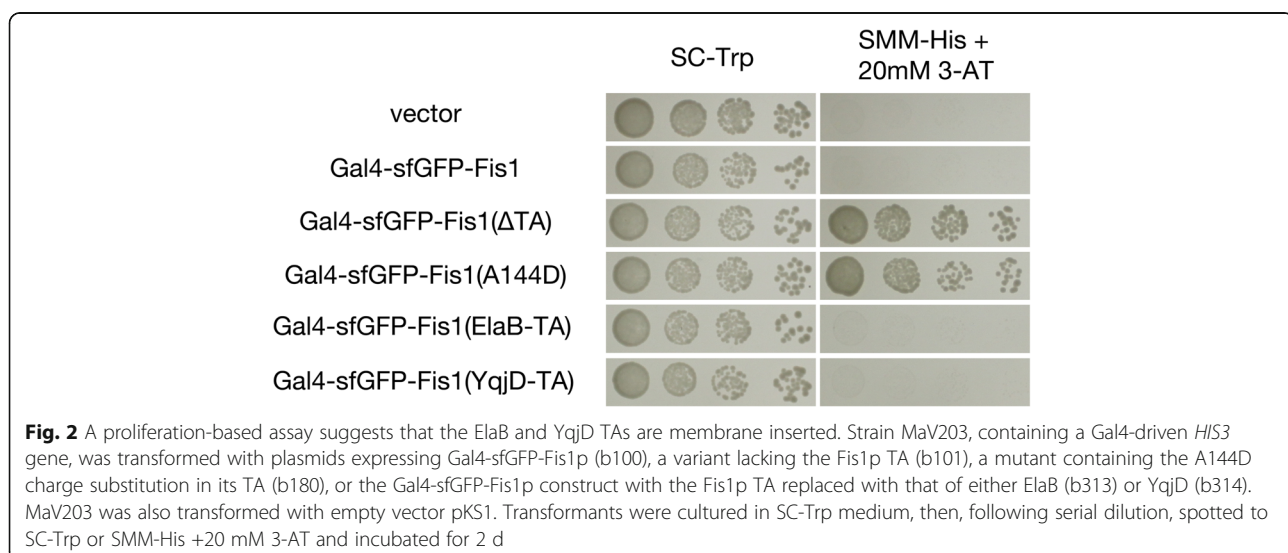 SC-Trp
SMM-His +
20mM 3-AT
vector
Gal4-sfGFP-Fis1
Gal4-sfGFP-Fis1(ΔTA)
Gal4-sfGFP-Fis1(A144D)
Gal4-sfGFP-Fis1(ElaB-TA)
Gal4-sfGFP-Fis1(YqjD-TA)
Fig. 2 A proliferation-based assay suggests that the ElaB and YqjD TAs are membrane inserted. Strain MaV203, containing a Gal4-driven HIS3
gene, was transformed with plasmids expressing Gal4-sfGFP-Fis1p (b100), a variant lacking the Fis1p TA (b101), a mutant containing the A144D
charge substitution in its TA (b180), or the Gal4-sfGFP-Fis1p construct with the Fis1p TA replaced with that of either ElaB (b313) or YqjD (b314).
MaV203 was also transformed with empty vector pKS1. Transformants were cultured in SC-Trp medium, then, following serial dilution, spotted to
SC-Trp or SMM-His +20 mM 3-AT and incubated for 2 d